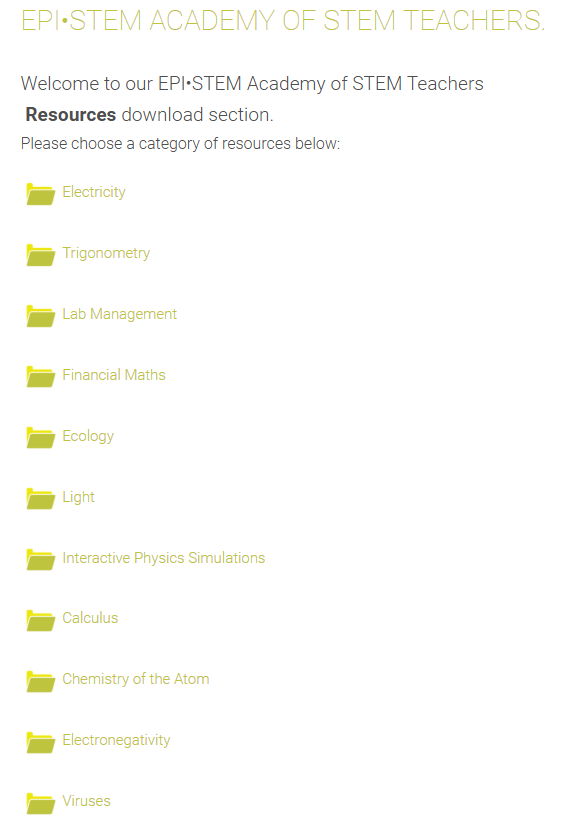 EPI•STEM ACADEMY OF STEM TEACHERS.
Welcome to our EPI•STEM Academy of STEM Teachers
Resources download section.
Please choose a category of resources below:
Electricity
Trigonometry
Lab Management
Financial Maths
Ecology
Light
Interactive Physics Simulations
Calculus
Chemistry of the Atom
Electronegativity
Viruses